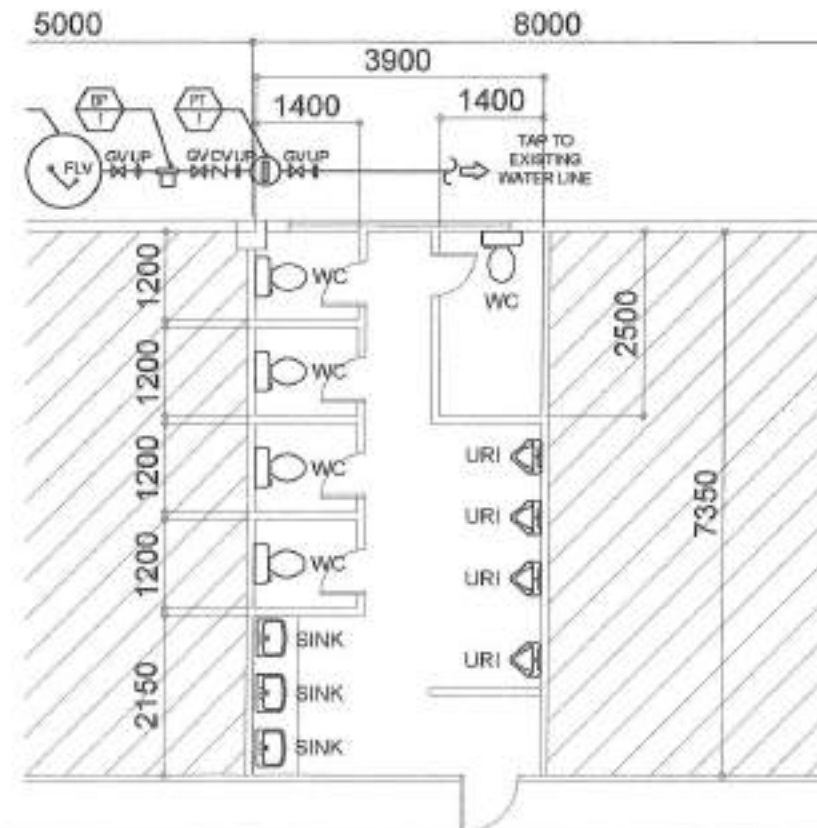 5000
8000
3900
1400
1400
BP
1
PT
1
TAP TO
EXISTING
WATER LINE
FLV
GV UP
GV CV UP
GV UP
1200
WC
WC
2500
1200
WC
1200
WC
URI
7350
URI
1200
WC
URI
SINK
URI
2150
SINK
SINK